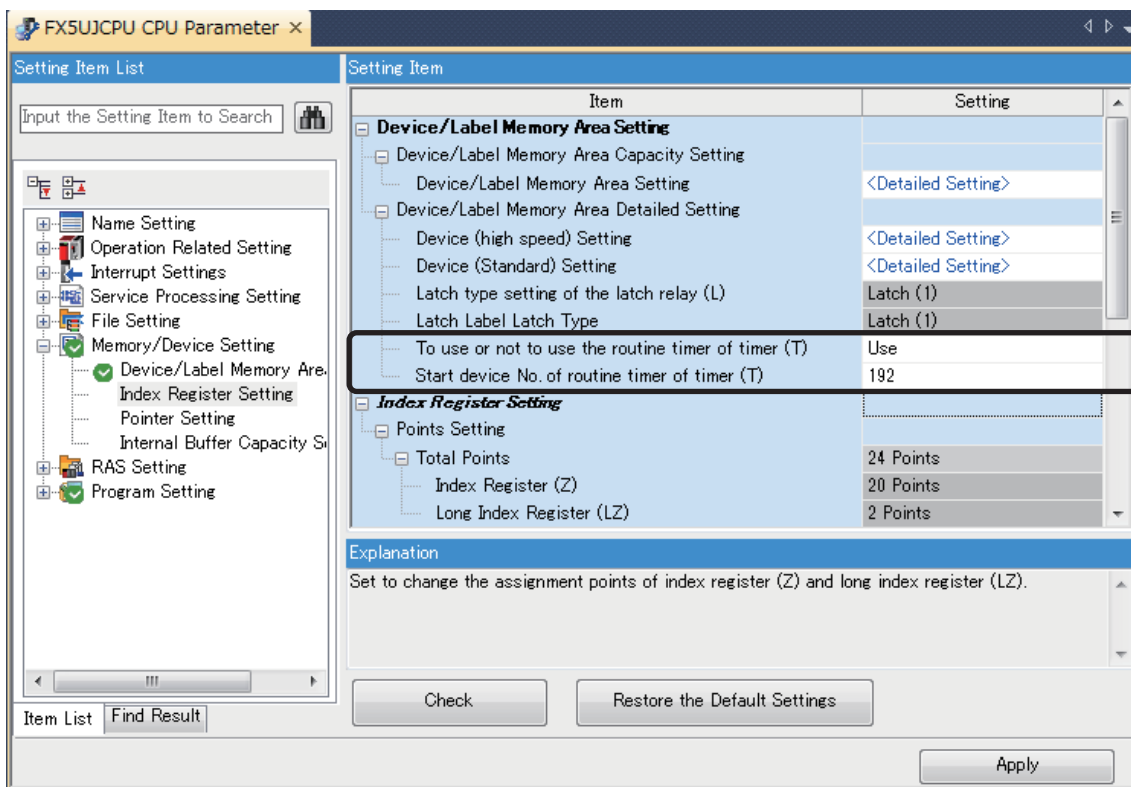 FX5UJCPU CPU Parameter
Setting Item List
Input the Setting Item to Search
Name Setting
Operation Related Setting
Interrupt Settings
Service Processing Setting
File Setting
Memory/Device Setting
Device/Label Memory Are
Index Register Setting
Pointer Setting
Internal Buffer Capacity S
RAS Setting
Program Setting
Item List Find Result
Setting Item
Item Setting
Device/Label Memory Area Setting
Device/Label Memory Area Capacity Setting
Device/Label Memory Area Setting <Detailed Setting>
Device/Label Memory Area Detailed Setting
Device (high speed) Setting <Detailed Setting>
Device (Standard) Setting <Detailed Setting>
Latch type setting of the latch relay (L) Latch (1)
Latch Label Latch Type Latch (1)
To use or not to use the routine timer of timer (T) Use
Start device No. of routine timer of timer (T) 192
Index Register Setting
Points Setting
Total Points 24 Points
Index Register (Z) 20 Points
Long Index Register (LZ) 2 Points
Explanation
Set to change the assignment points of index register (Z) and long index register (LZ).
Check Restore the Default Settings
Apply